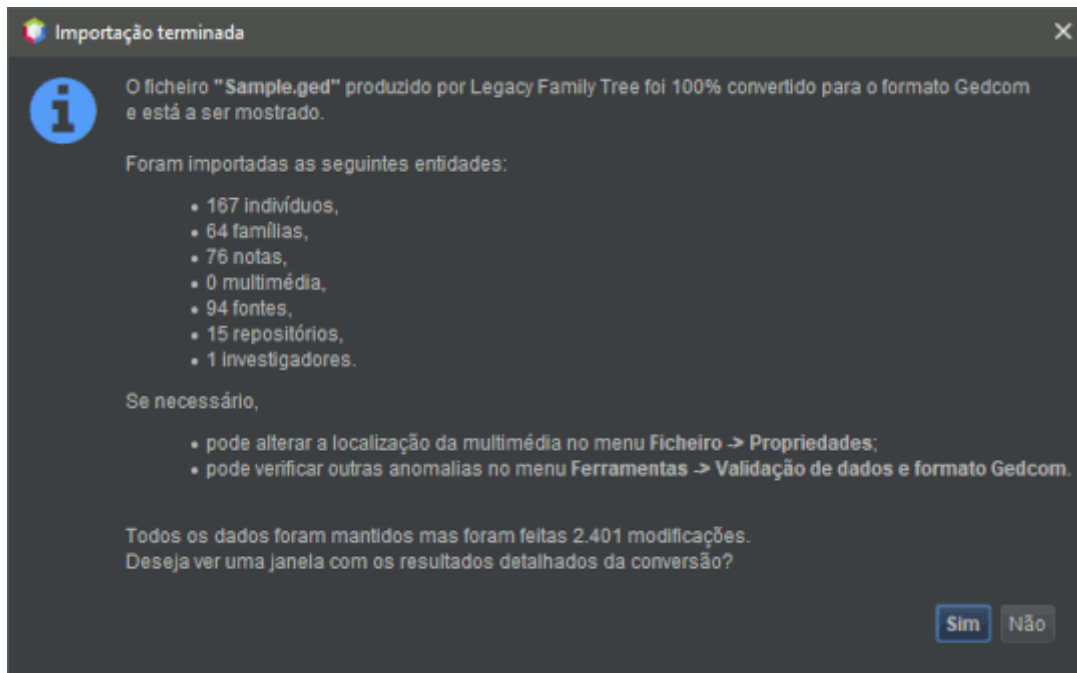 Importação terminada
O ficheiro "Sample.ged" produzido por Legacy Family Tree foi 100% convertido para o formato Gedcom
e está a ser mostrado.
Foram importadas as seguintes entidades:
• 167 indivíduos,
• 64 famílias,
• 76 notas,
• 0 multimédia,
• 94 fontes,
• 15 repositórios,
• 1 investigadores.
Se necessário,
• pode alterar a localização da multimédia no menu Ficheiro -> Propriedades;
• pode verificar outras anomalias no menu Ferramentas -> Validação de dados e formato Gedcom.
Todos os dados foram mantidos mas foram feitas 2.401 modificações.
Deseja ver uma janela com os resultados detalhados da conversão?
Sim Não